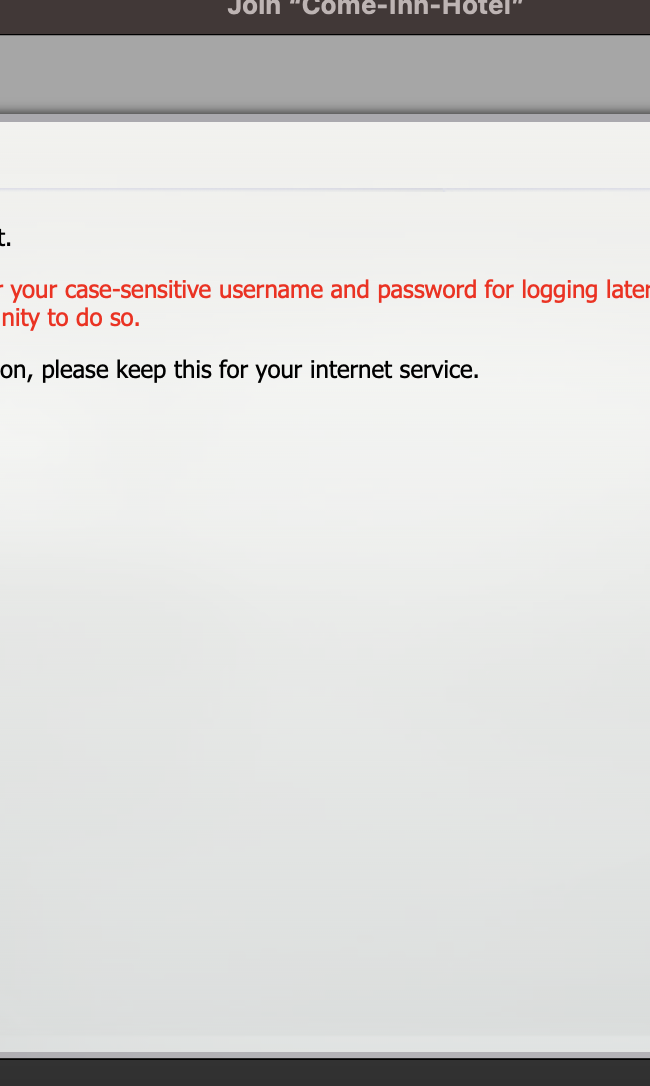 Join “Come-Inn-Hotel”
t.
r your case-sensitive username and password for logging later
nity to do so.
on, please keep this for your internet service.